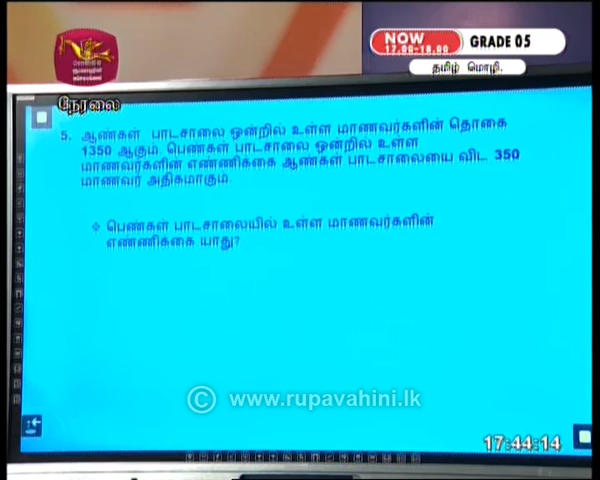 NOW
17.00-18.00
GRADE 05
தமிழ் மொழி.
நேரலை
5. ஆண்கள் பாடசாலை ஒன்றில் உள்ள மாணவர்களின் தொகை
1350 ஆகும். பெண்கள் பாடசாலை ஒன்றில் உள்ள
மாணவர்களின் எண்ணிக்கை ஆண்கள் பாடசாலையை விட 350
மாணவர் அதிகமாகும்.
❖ பெண்கள் பாடசாலையில் உள்ள மாணவர்களின்
எண்ணிக்கை யாது?
© www.rupavahini.lk
17:44:14